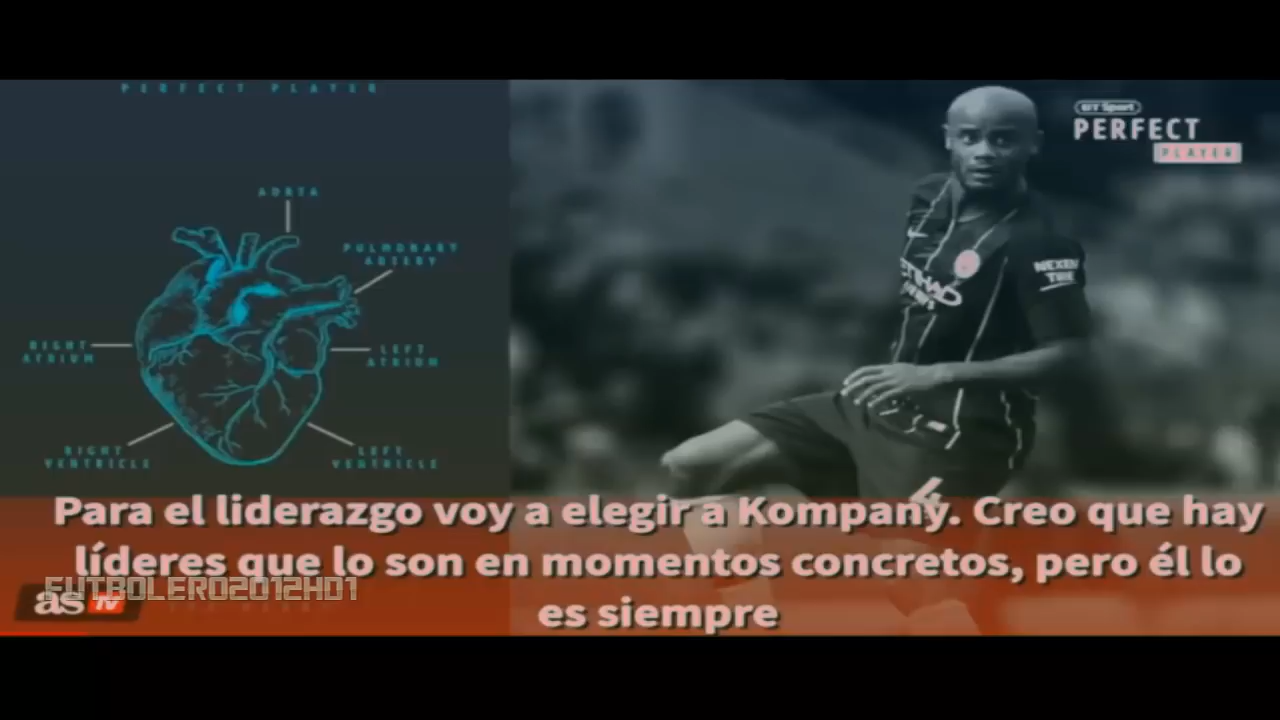 PERFECT PLAYER
BT Sport
PERFECT
PLAYER
AORTA
PULMONARY
ARTERY
RIGHT
ATRIUM
LEFT
ATRIUM
RIGHT
VENTRICLE
LEFT
VENTRICLE
ETIHAD
NEXEN
Para el liderazgo voy a elegir a Kompany. Creo que hay
líderes que lo son en momentos concretos, pero él lo
es siempre
FUTBOLERO2012HD1
as TV